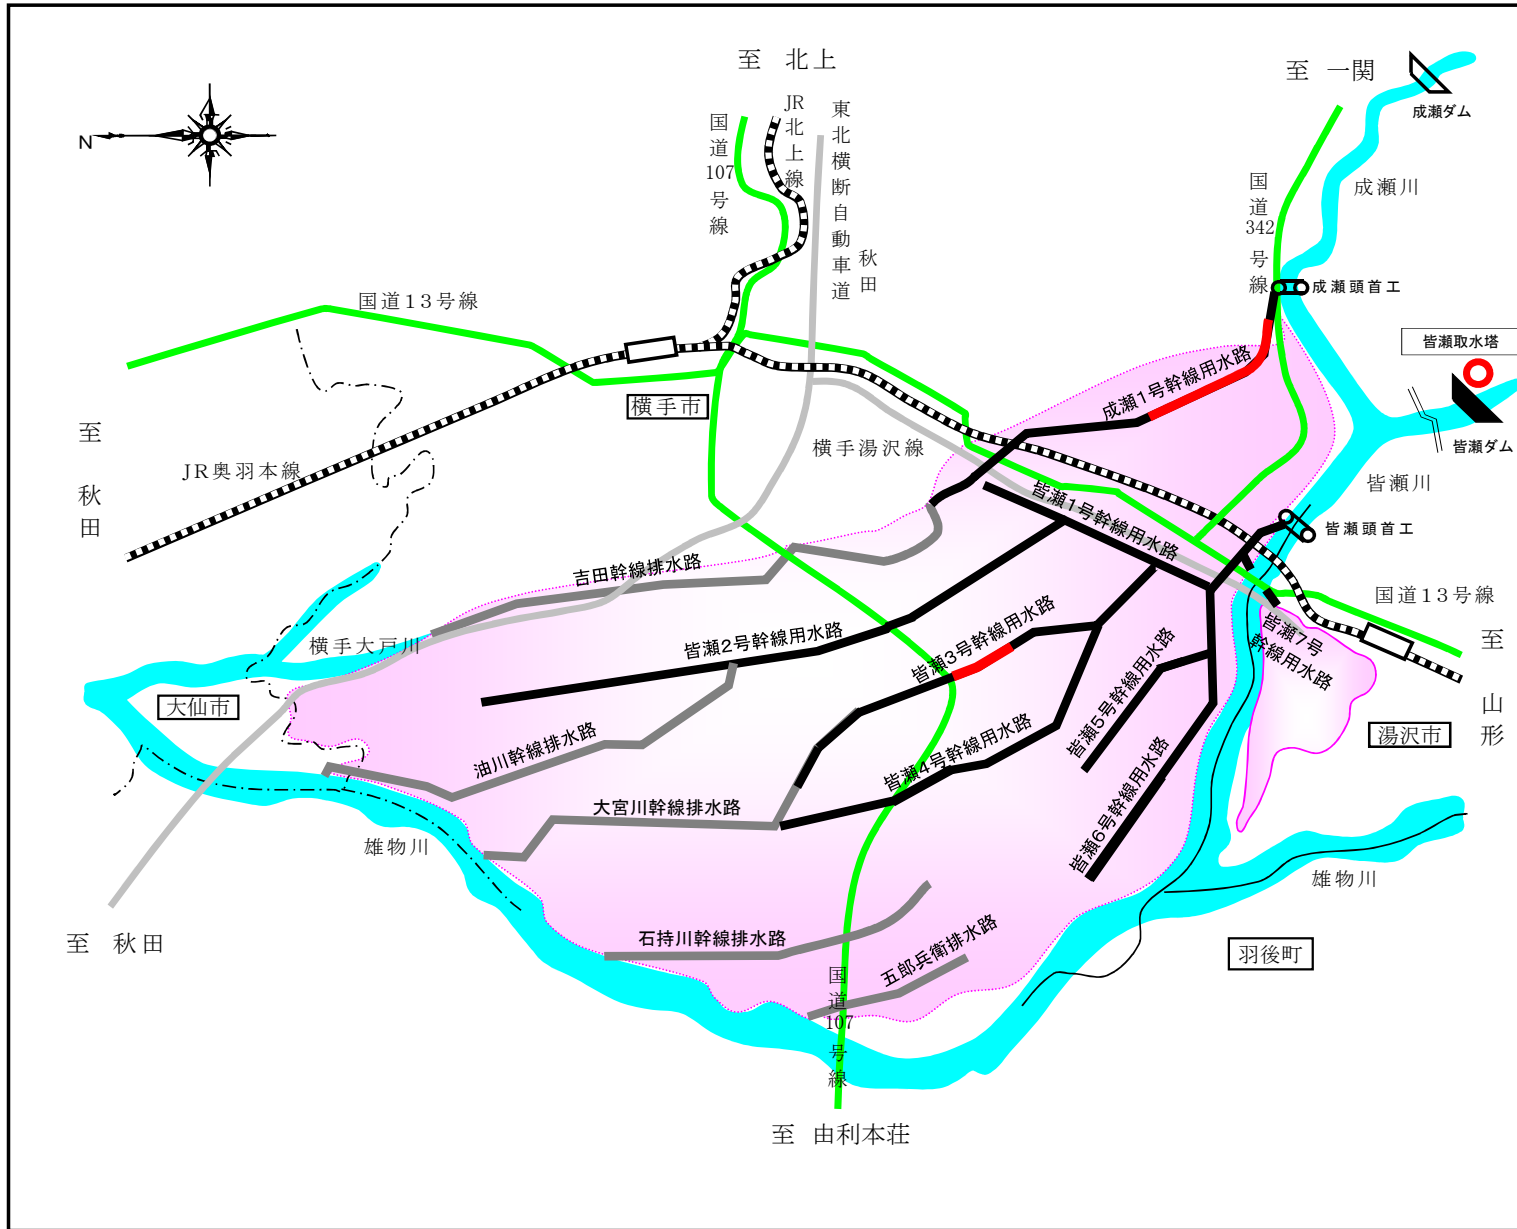 至 北上
至 一関
成瀬ダム
N
国道107号線
JR北上線
東北横断自動車道
秋田
国道342号線
成瀬川
成瀬頭首工
国道13号線
皆瀬取水塔
成瀬1号幹線用水路
横手市
至 秋田
横手湯沢線
皆瀬ダム
JR奥羽本線
皆瀬川
皆瀬1号幹線用水路
皆瀬頭首工
吉田幹線排水路
国道13号線
至 山形
横手大戸川
皆瀬2号幹線用水路
皆瀬3号幹線用水路
皆瀬5号幹線用水路
皆瀬7号
幹線用水路
大仙市
湯沢市
油川幹線排水路
皆瀬4号幹線用水路
皆瀬6号幹線用水路
大宮川幹線排水路
雄物川
雄物川
石持川幹線排水路
五郎兵衛排水路
至 秋田
羽後町
国道107号線
至 由利本荘